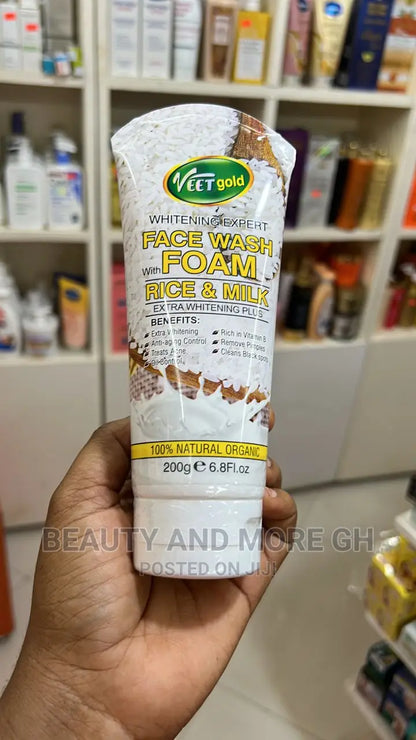 VEET gold
WHITENING EXPERT
FACE WASH
With FOAM
RICE & MILK
EXTRA WHITENING PLUS
BENEFITS:
Extra Whitening
Anti-aging Control
Treats Acne
Oil control
Rich in Vitamin B
Remove Pimples
Cleans Black spots
100% NATURAL ORGANIC
200g e 6.8Fl.oz
BEAUTY AND MORE GH
POSTED ON JIJI